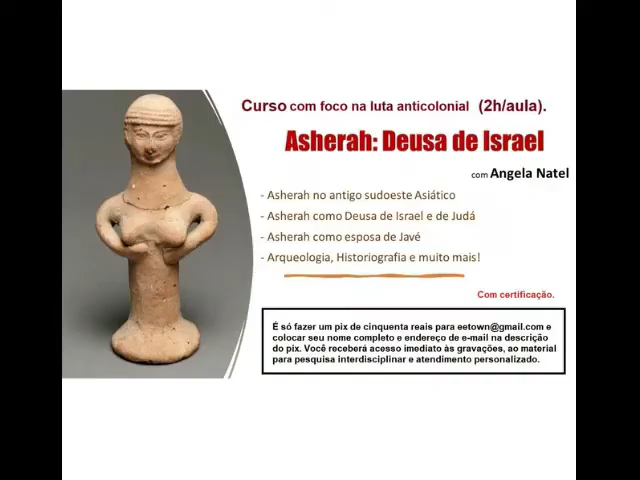 Curso com foco na luta anticolonial (2h/aula).
Asherah: Deusa de Israel
com Angela Natel
- Asherah no antigo sudoeste Asiático
- Asherah como Deusa de Israel e de Judá
- Asherah como esposa de Javé
- Arqueologia, Historiografia e muito mais!
Com certificação.
É só fazer um pix de cinquenta reais para eetown@gmail.com e
colocar seu nome completo e endereço de e-mail na descrição
do pix. Você receberá acesso imediato às gravações, ao material
para pesquisa interdisciplinar e atendimento personalizado.